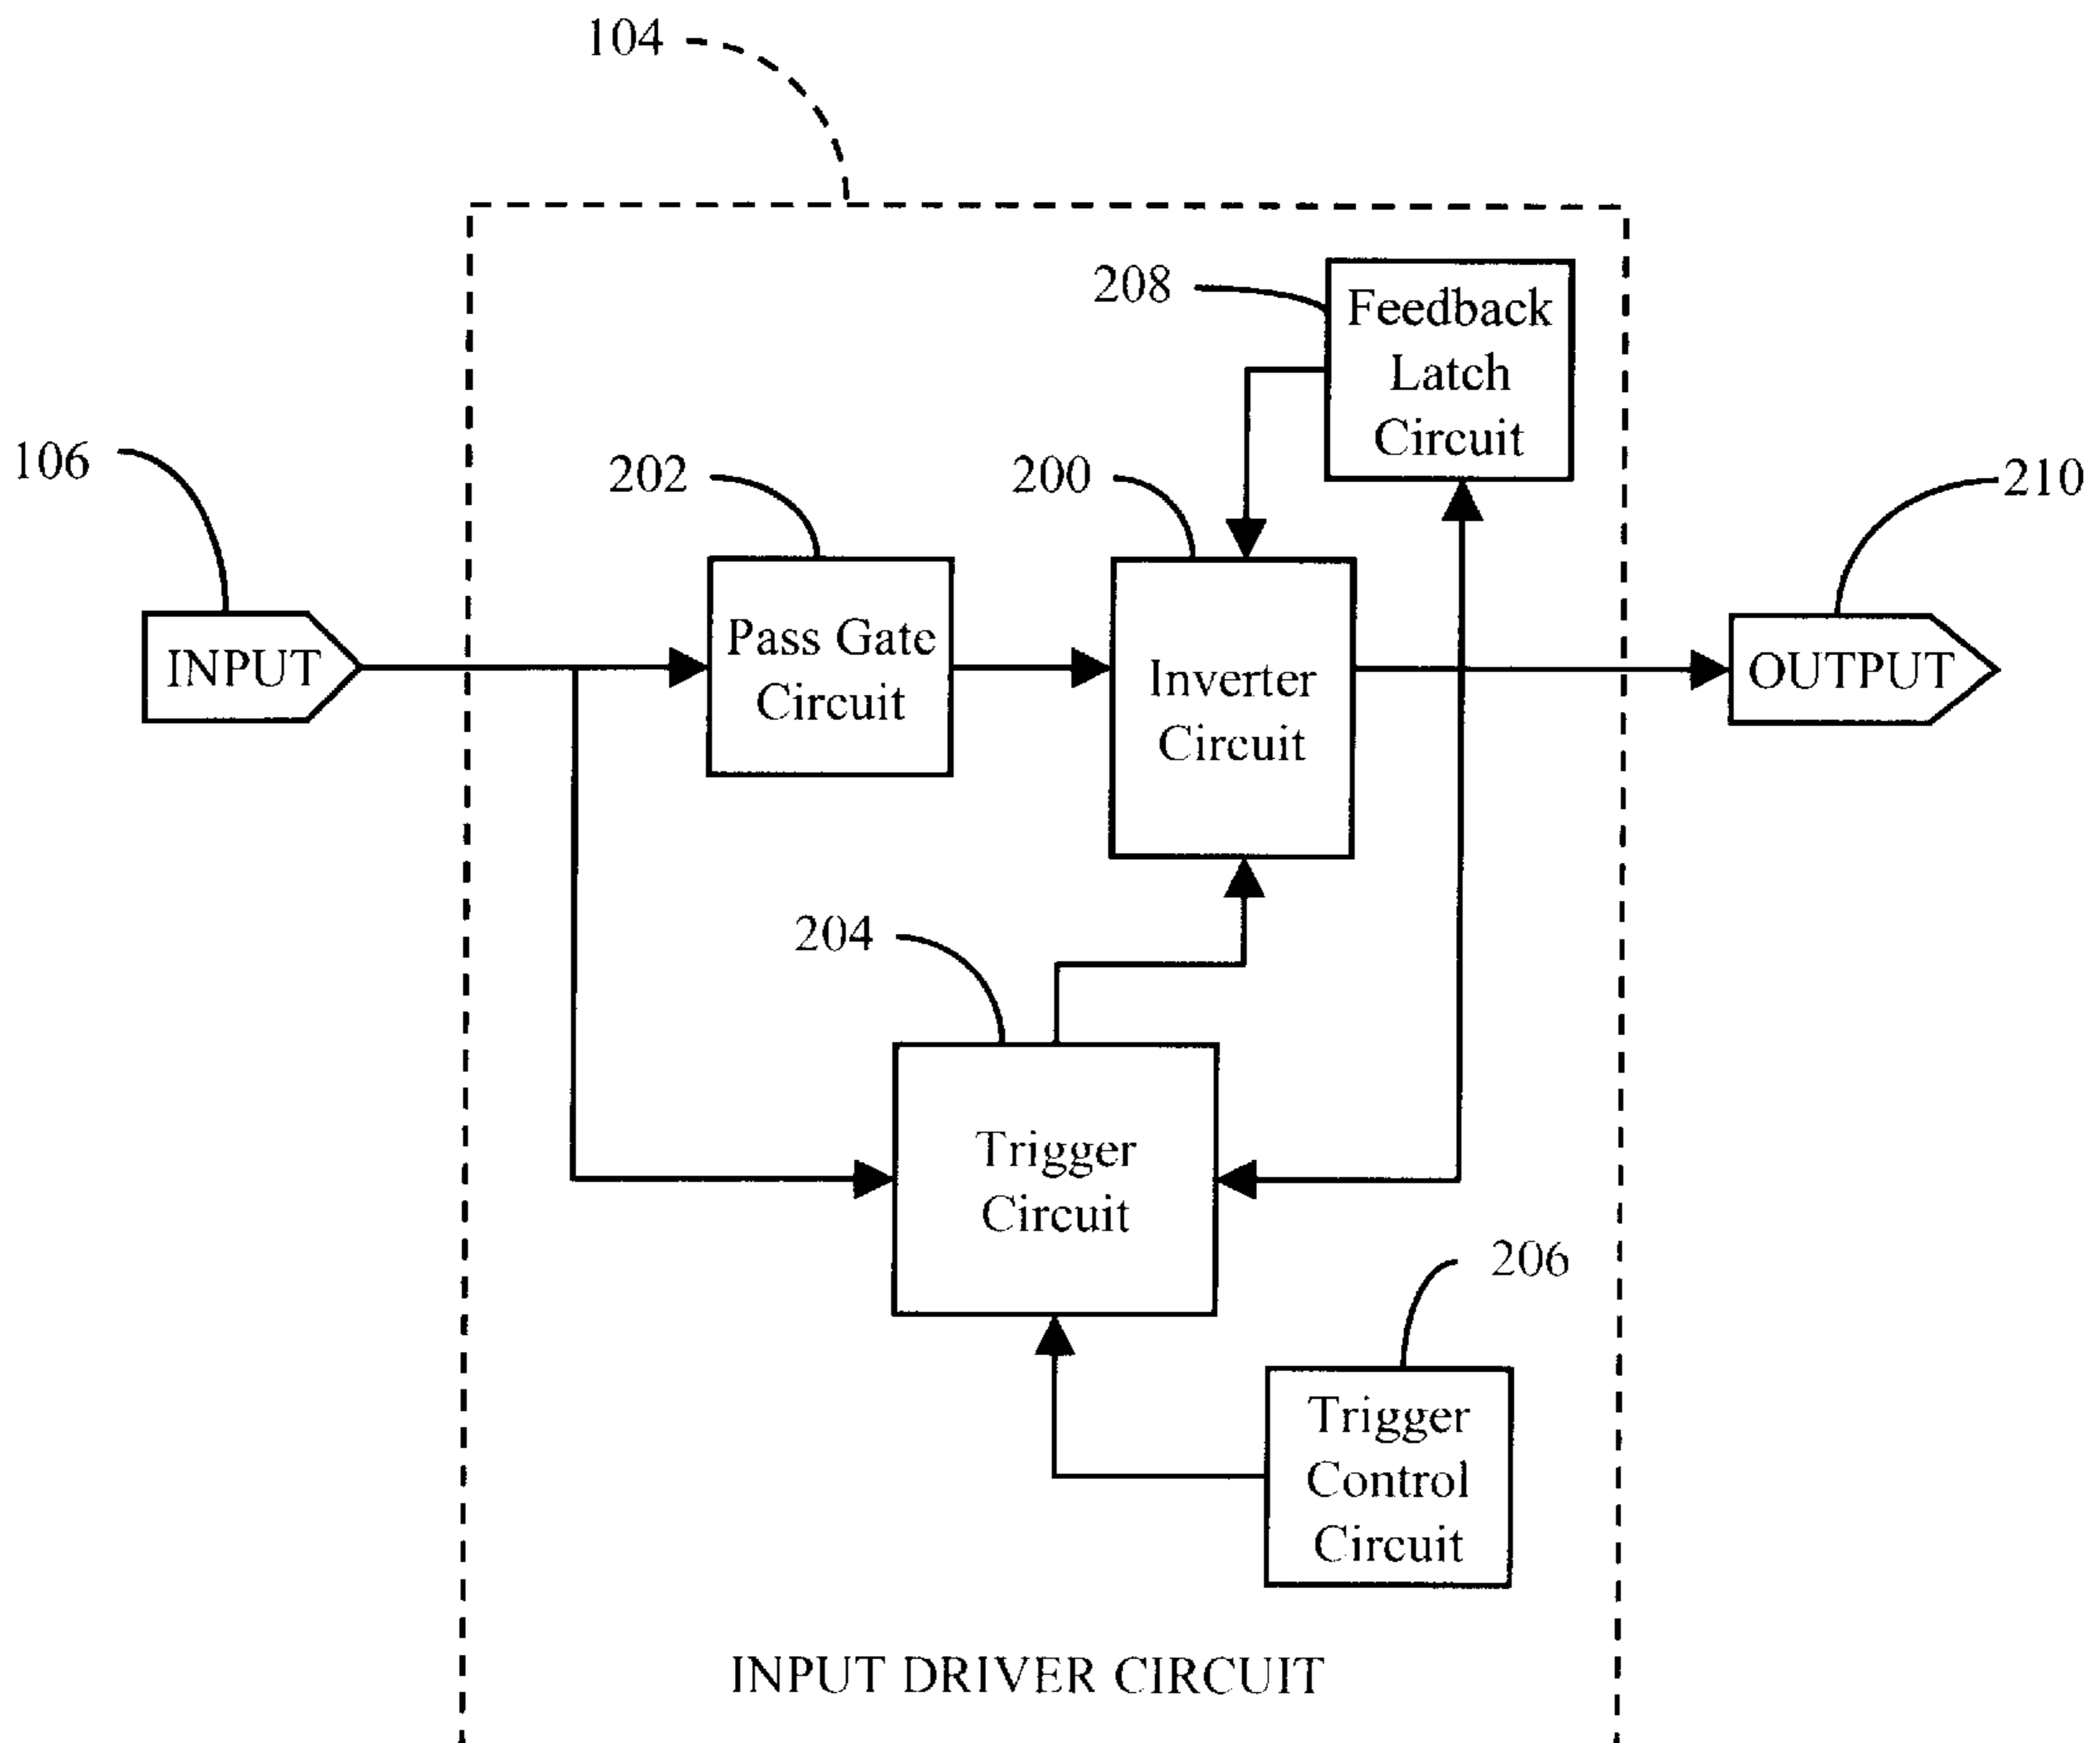 104
208
Feedback
Latch
Circuit
106
202
200
210
INPUT
Pass Gate
Circuit
Inverter
Circuit
OUTPUT
204
Trigger
Circuit
206
Trigger
Control
Circuit
INPUT DRIVER CIRCUIT